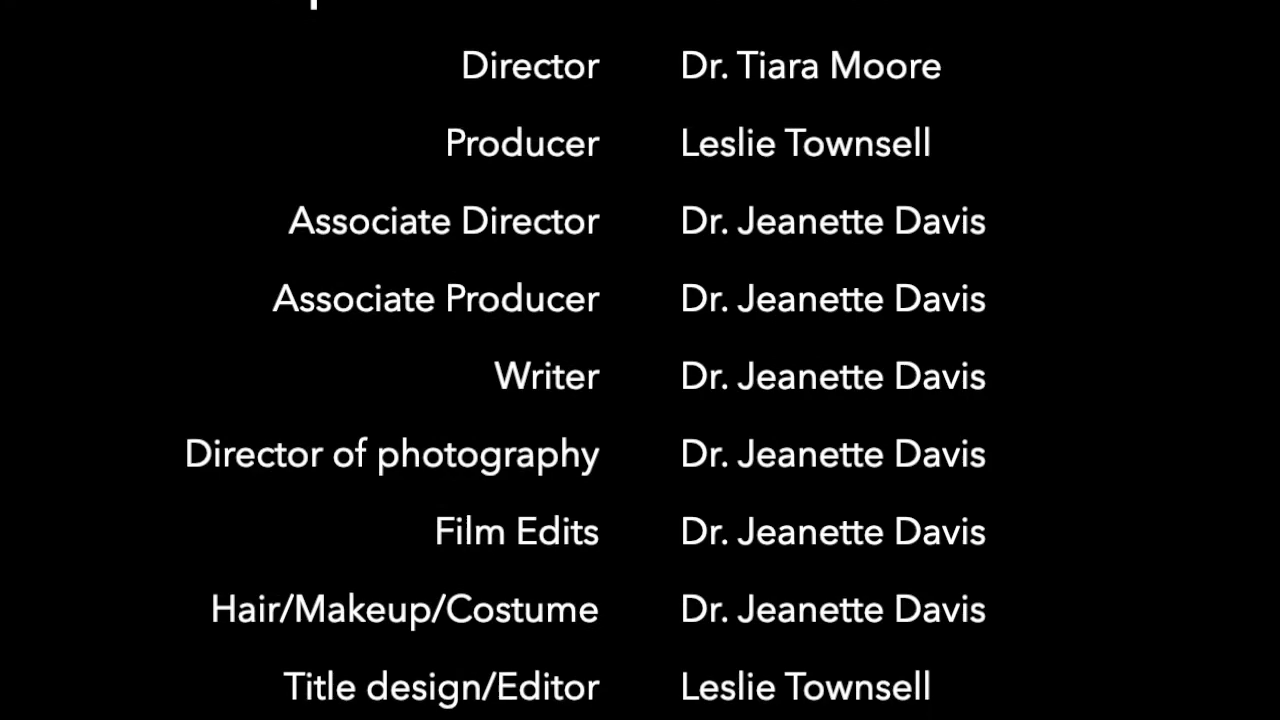 Director Dr. Tiara Moore
Producer Leslie Townsell
Associate Director Dr. Jeanette Davis
Associate Producer Dr. Jeanette Davis
Writer Dr. Jeanette Davis
Director of photography Dr. Jeanette Davis
Film Edits Dr. Jeanette Davis
Hair/Makeup/Costume Dr. Jeanette Davis
Title design/Editor Leslie Townsell